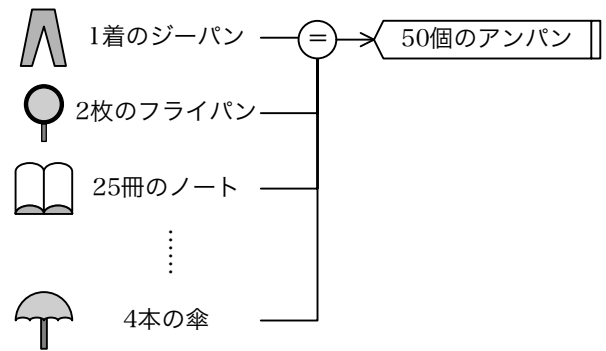 1着のジーパン
=
50個のアンパン
2枚のフライパン
25冊のノート
……
4本の傘